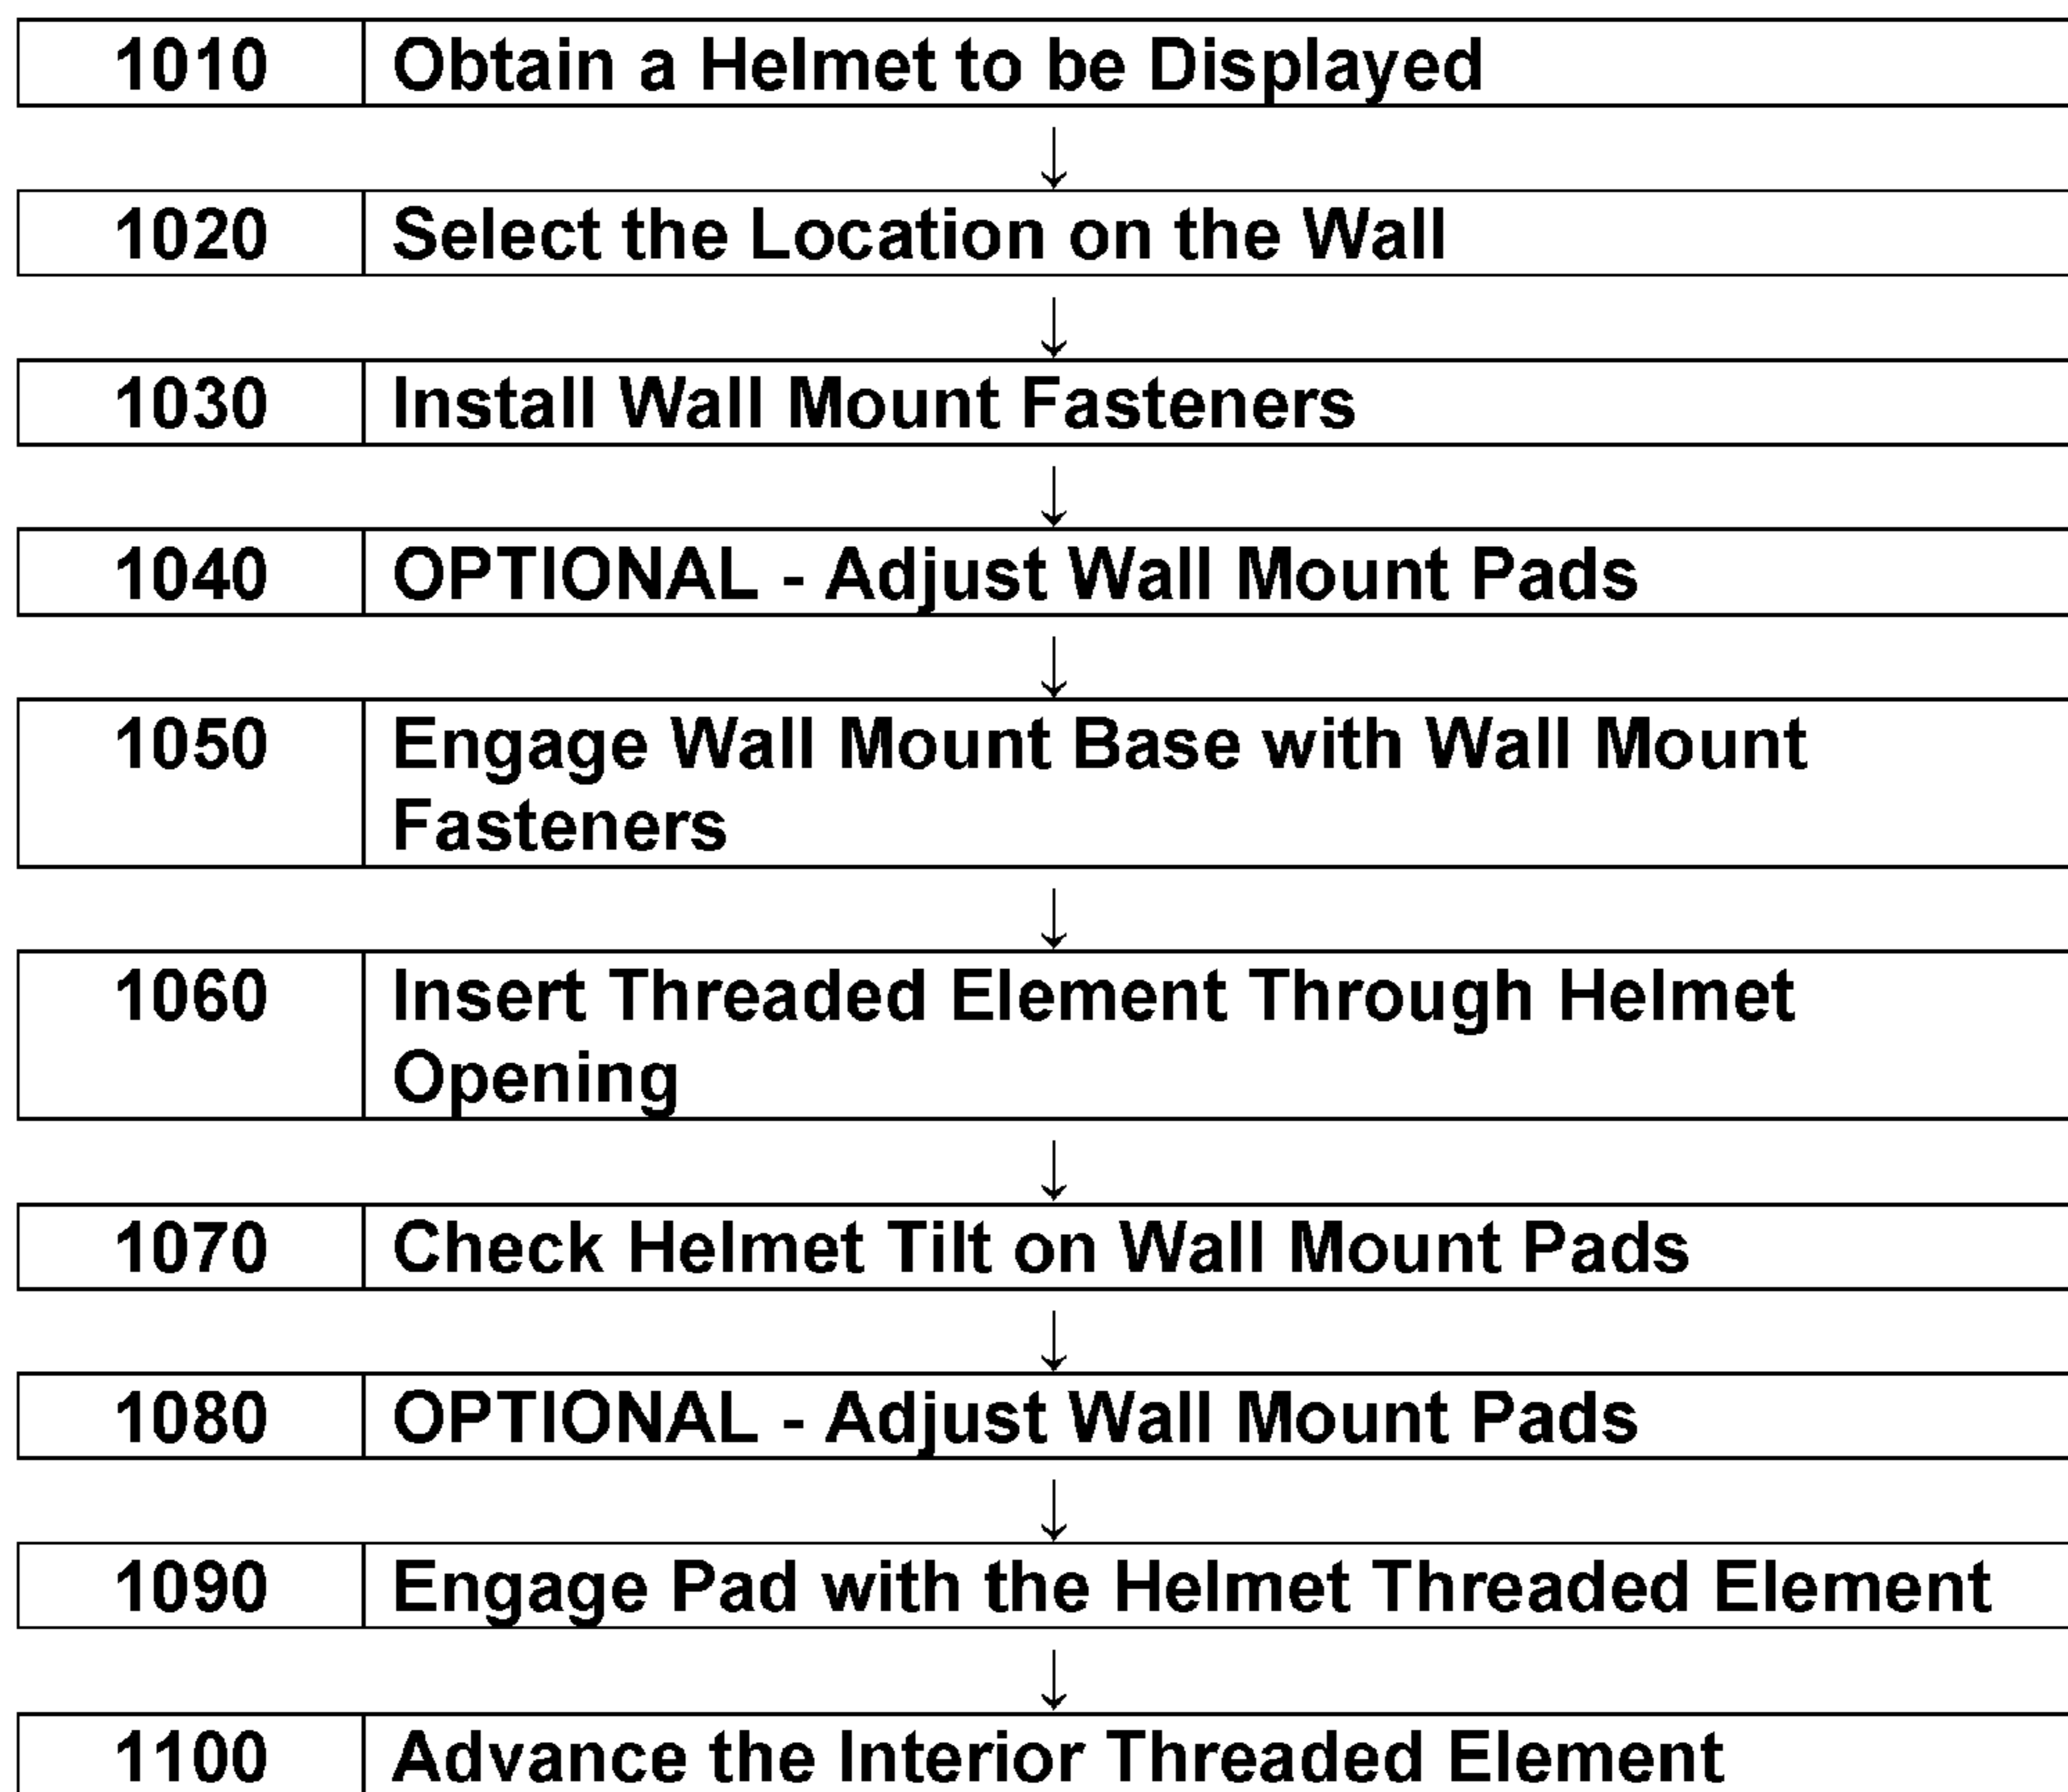 1010 Obtain a Helmet to be Displayed
↓
1020 Select the Location on the Wall
↓
1030 Install Wall Mount Fasteners
↓
1040 OPTIONAL - Adjust Wall Mount Pads
↓
1050 Engage Wall Mount Base with Wall Mount
Fasteners
↓
1060 Insert Threaded Element Through Helmet
Opening
↓
1070 Check Helmet Tilt on Wall Mount Pads
↓
1080 OPTIONAL - Adjust Wall Mount Pads
↓
1090 Engage Pad with the Helmet Threaded Element
↓
1100 Advance the Interior Threaded Element